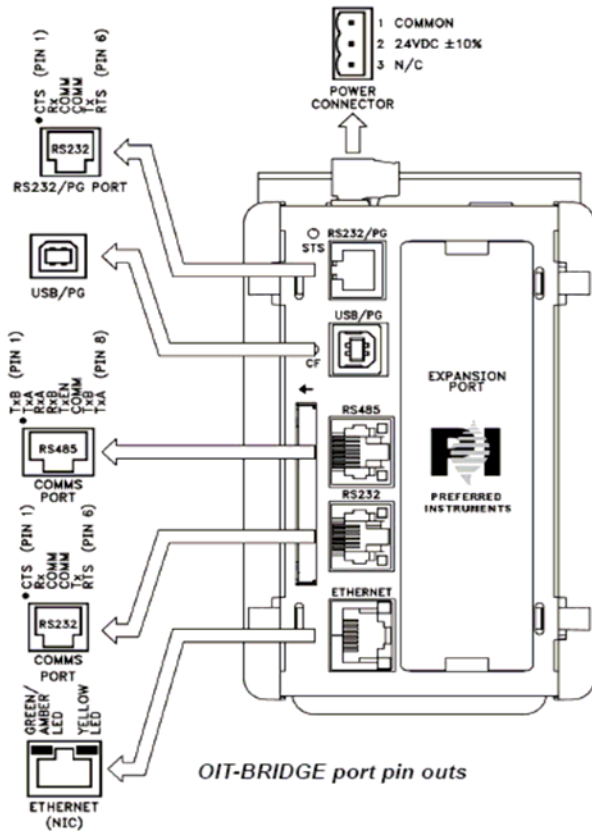 1 COMMON
2 24VDC ±10%
3 N/C
POWER
CONNECTOR
CTS (PIN 1)
Rx
COMM
COMM
Tx
RTS (PIN 6)
RS232
RS232/PG PORT
USB/PG
TxB (PIN 1)
TxA
RxA
RxB
TxEN
COMM
TxB
TxA (PIN 8)
RS485
COMMS
PORT
CTS (PIN 1)
Rx
COMM
COMM
Tx
RTS (PIN 6)
RS232
COMMS
PORT
GREEN/
AMBER
LED
YELLOW
LED
ETHERNET
(NIC)
STS
RS232/PG
USB/PG
CF
RS485
RS232
ETHERNET
EXPANSION
PORT
PREFERRED
INSTRUMENTS
OIT-BRIDGE port pin outs